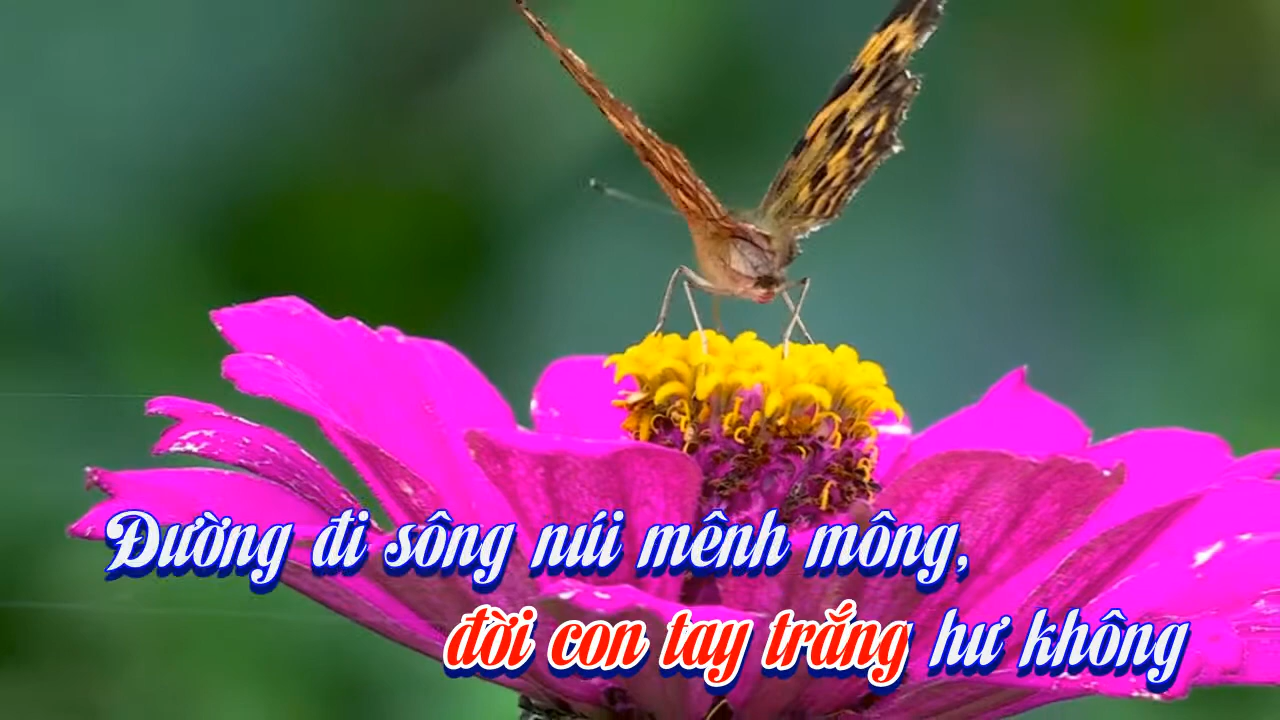 Đường đi sông núi mênh mông,
đời con tay trắng hư không